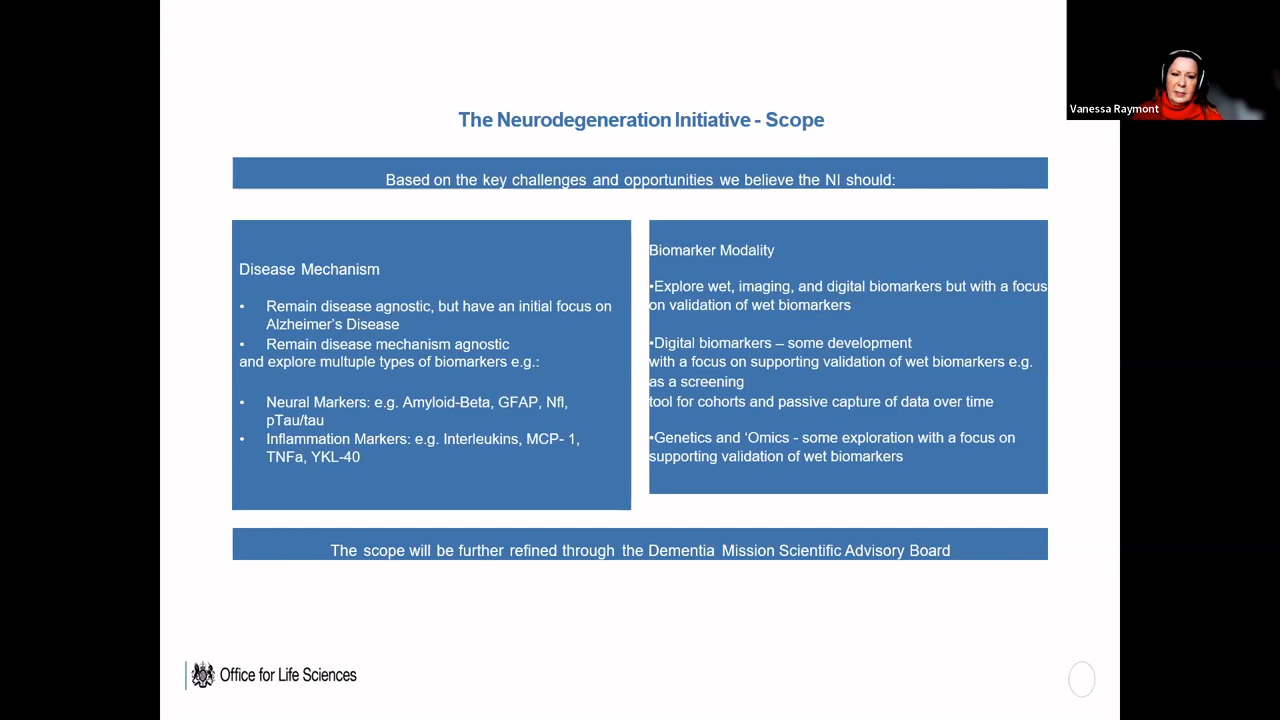 Vanessa Raymont
The Neurodegeneration Initiative - Scope
Based on the key challenges and opportunities we believe the NI should:
Disease Mechanism
• Remain disease agnostic, but have an initial focus on
Alzheimer's Disease
• Remain disease mechanism agnostic
and explore multuple types of biomarkers e.g.:
• Neural Markers: e.g. Amyloid-Beta, GFAP, Nfl,
pTau/tau
• Inflammation Markers: e.g. Interleukins, MCP- 1,
TNFa, YKL-40
Biomarker Modality
•Explore wet, imaging, and digital biomarkers but with a focus
on validation of wet biomarkers
•Digital biomarkers – some development
with a focus on supporting validation of wet biomarkers e.g.
as a screening
tool for cohorts and passive capture of data over time
•Genetics and ‘Omics - some exploration with a focus on
supporting validation of wet biomarkers
The scope will be further refined through the Dementia Mission Scientific Advisory Board
Office for Life Sciences